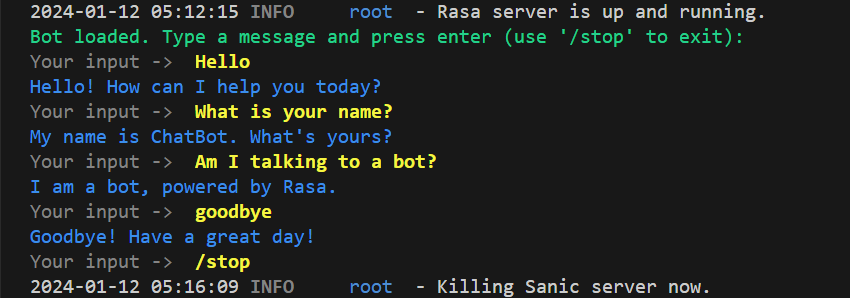 2024-01-12 05:12:15 INFO     root  - Rasa server is up and running.
Bot loaded. Type a message and press enter (use '/stop' to exit):
Your input ->  Hello
Hello! How can I help you today?
Your input ->  What is your name?
My name is ChatBot. What's yours?
Your input ->  Am I talking to a bot?
I am a bot, powered by Rasa.
Your input ->  goodbye
Goodbye! Have a great day!
Your input ->  /stop
2024-01-12 05:16:09 INFO     root  - Killing Sanic server now.